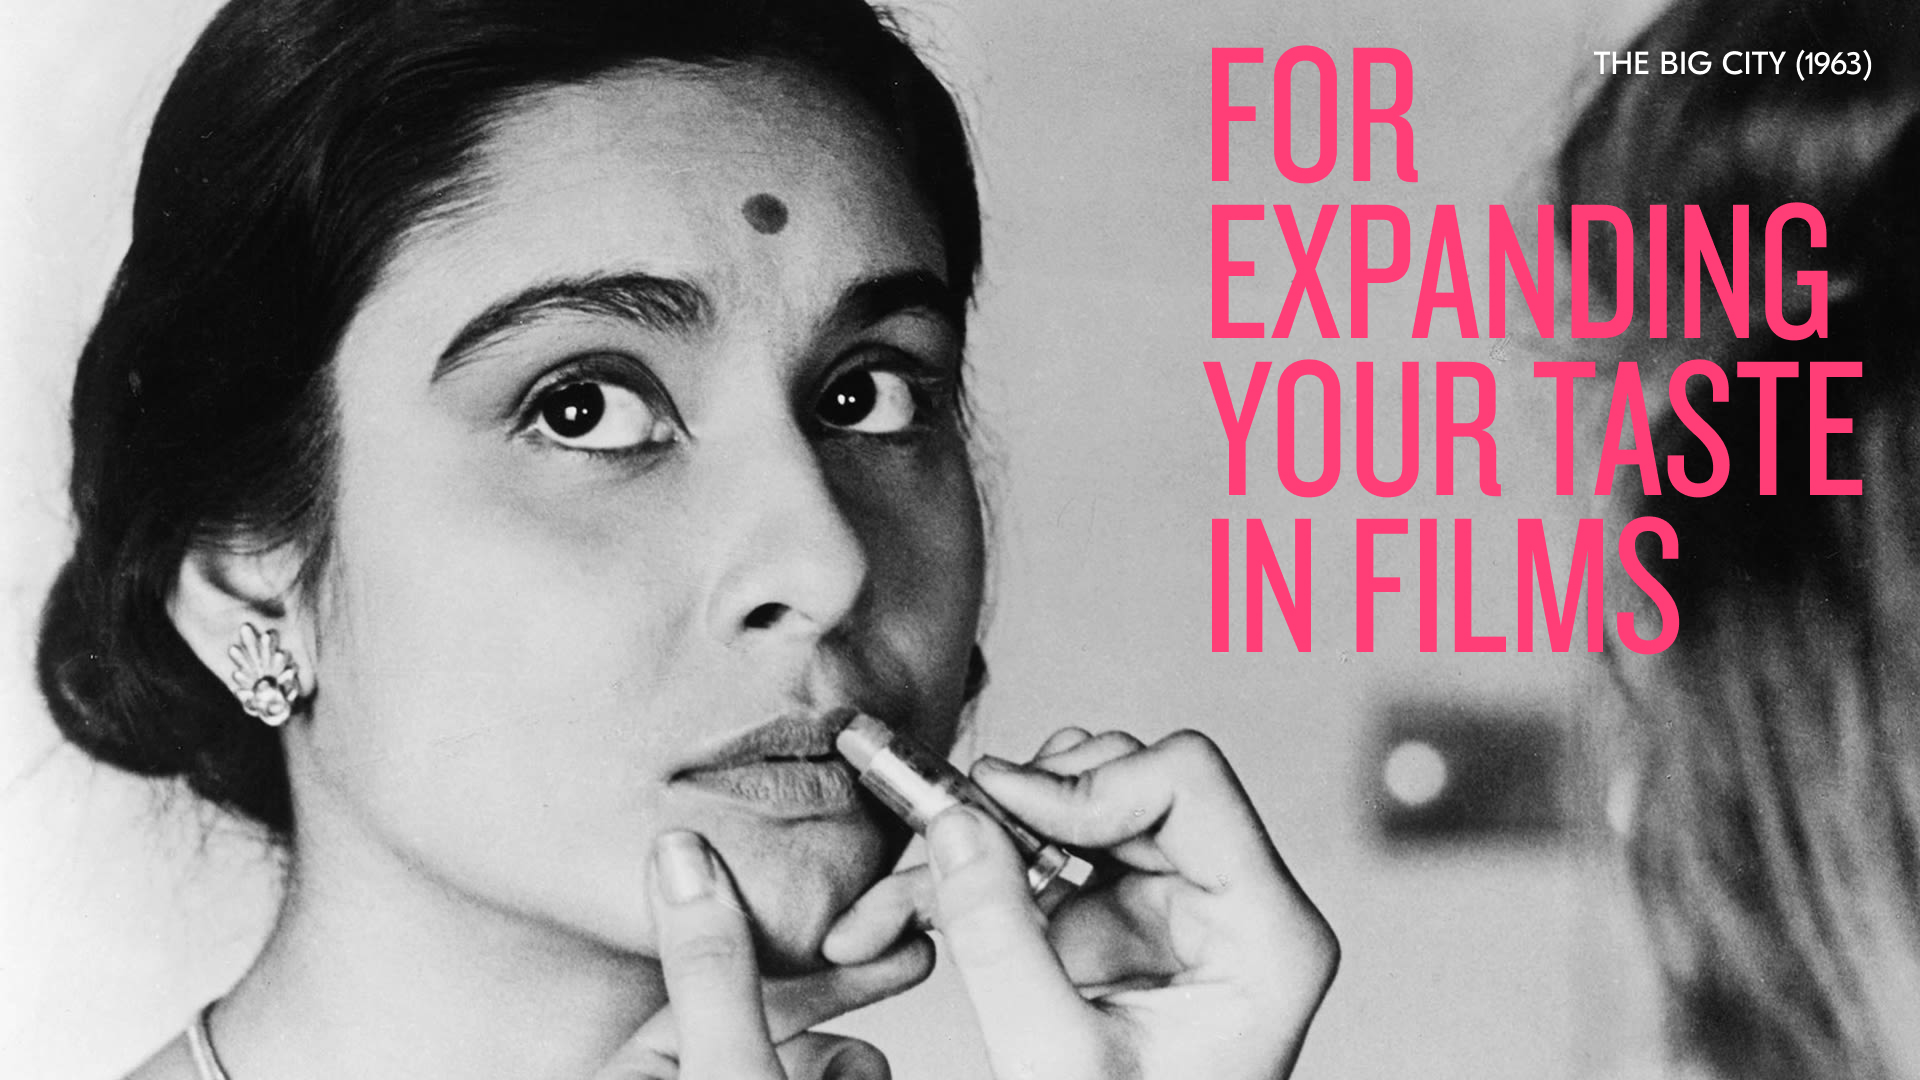 THE BIG CITY (1963)
FOR
EXPANDING
YOUR TASTE
IN FILMS